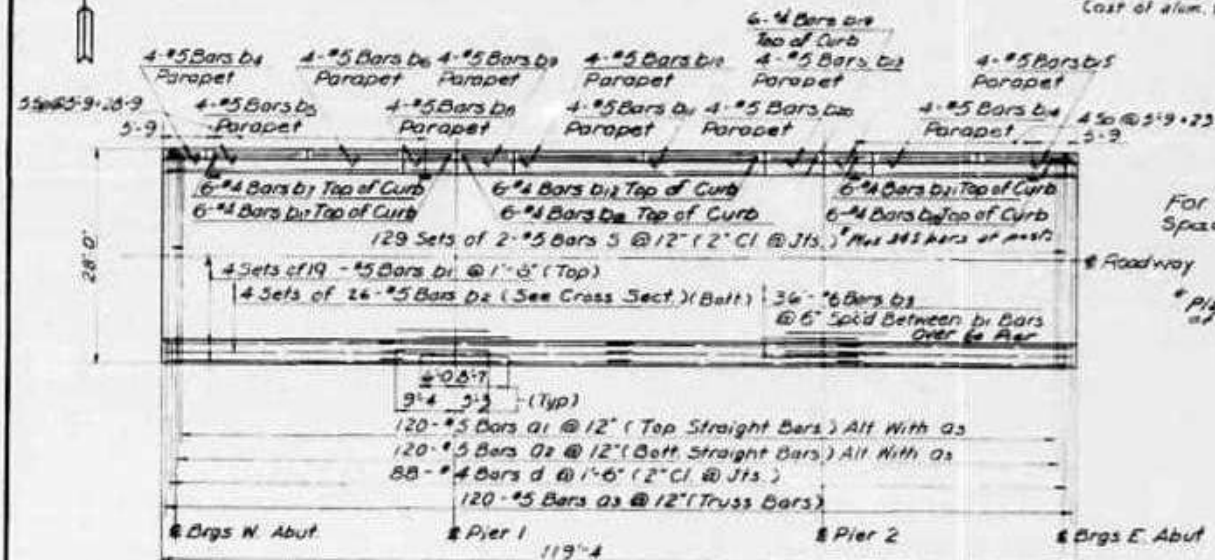 Cost of alum.
6-#4 Bars b19
Top of Curb
4-#5 Bars b4 4-#5 Bars b6 4-#5 Bars b9 4-#5 Bars b10 4-#5 Bars b13 4-#5 Bars b15
Parapet Parapet Parapet Parapet Parapet Parapet
5 Sp @ 5-9 = 28-9 4-#5 Bars b5 4-#5 Bars b8 4-#5 Bars b11 4-#5 Bars b20 4-#5 Bars b14 4 Sp @ 5-9 = 23
5-9 Parapet Parapet Parapet Parapet Parapet 5-9
6-#4 Bars b7 Top of Curb 6-#4 Bars b12 Top of Curb 6-#4 Bars b21 Top of Curb
6-#4 Bars b17 Top of Curb 6-#4 Bars b18 Top of Curb 6-#4 Bars Top of Curb
For
129 Sets of 2-#5 Bars S @ 12" (2" Cl. @ Jts.) bars at posts
28'-0"
℄ Roadway
4 Sets of 19 - #5 Bars b1 @ 1'-6" (Top)
4 Sets of 26 - #5 Bars b2 (See Cross Sect.) (Bott) 36-#6 Bars b3
@ 6" Spc'd Between b1 Bars
Over Pier
8-7
9-4 (Typ)
120-#5 Bars a1 @ 12" (Top Straight Bars) Alt With a3
120-#5 Bars a2 @ 12" (Bott. Straight Bars) Alt With a3
88-#4 Bars d @ 1'-6" (2" Cl. @ Jts.)
120-#5 Bars a3 @ 12" (Truss Bars)
℄ Brgs W. Abut. ℄ Pier 1 ℄ Pier 2 ℄ Brgs E. Abut
119'-4